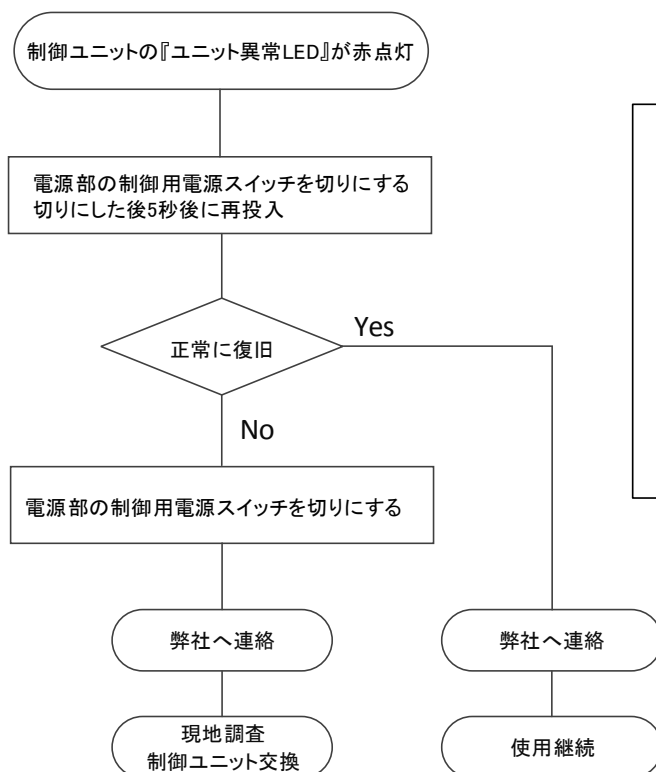 制御ユニットの『ユニット異常LED』が赤点灯
電源部の制御用電源スイッチを切りにする
切りにした後5秒後に再投入
正常に復旧
Yes
No
電源部の制御用電源スイッチを切りにする
弊社へ連絡
弊社へ連絡
現地調査
制御ユニット交換
使用継続